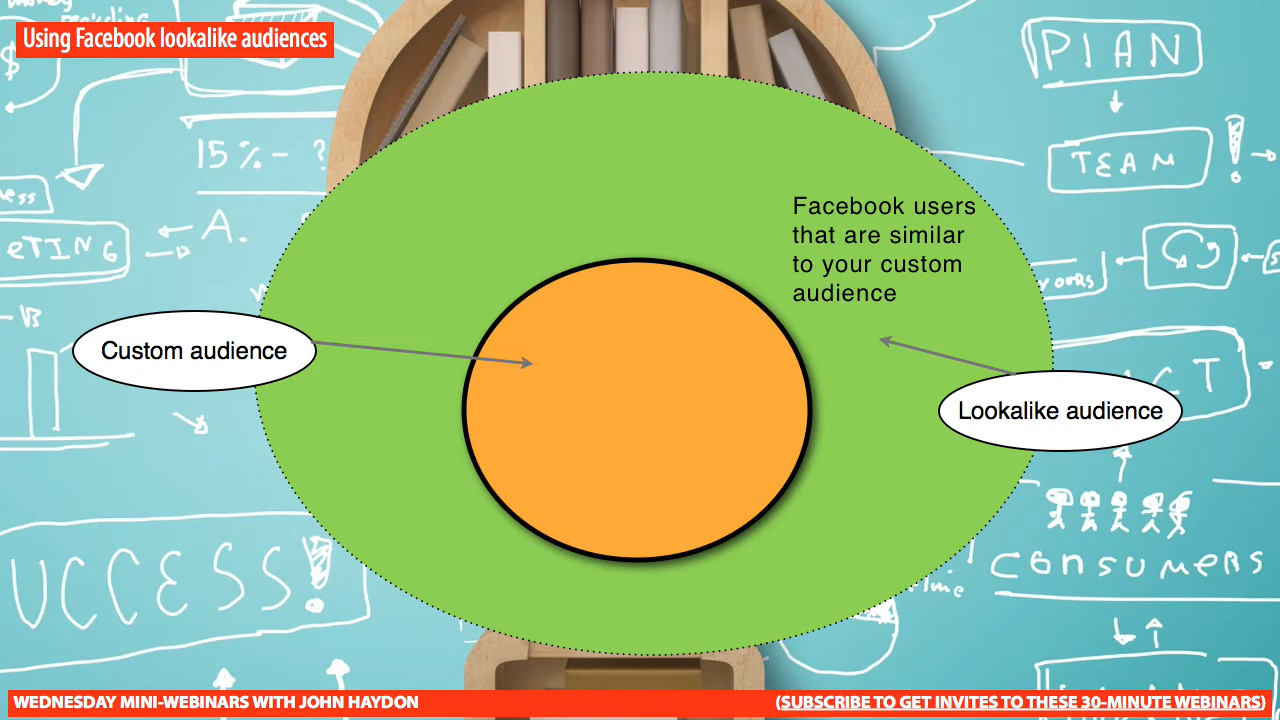 Using Facebook lookalike audiences
PLAN
15%- ?
TEAM
A.
Facebook users
that are similar
to your custom
audience
Custom audience
Lookalike audience
CONSUMERS
WEDNESDAY MINI-WEBINARS WITH JOHN HAYDON
(SUBSCRIBE TO GET INVITES TO THESE 30-MINUTE WEBINARS)